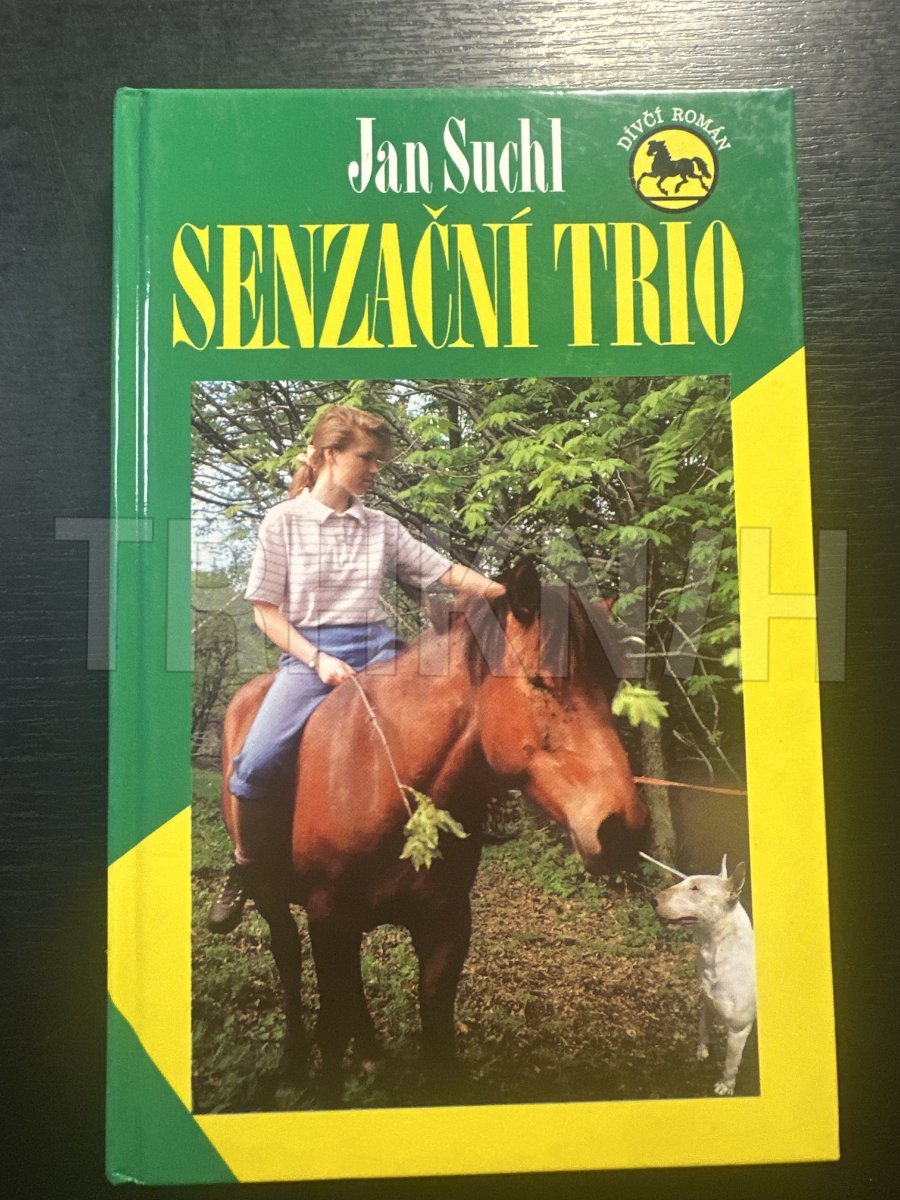 Jan Suchl
DÍVČÍ ROMÁN
SENZAČNÍ TRIO